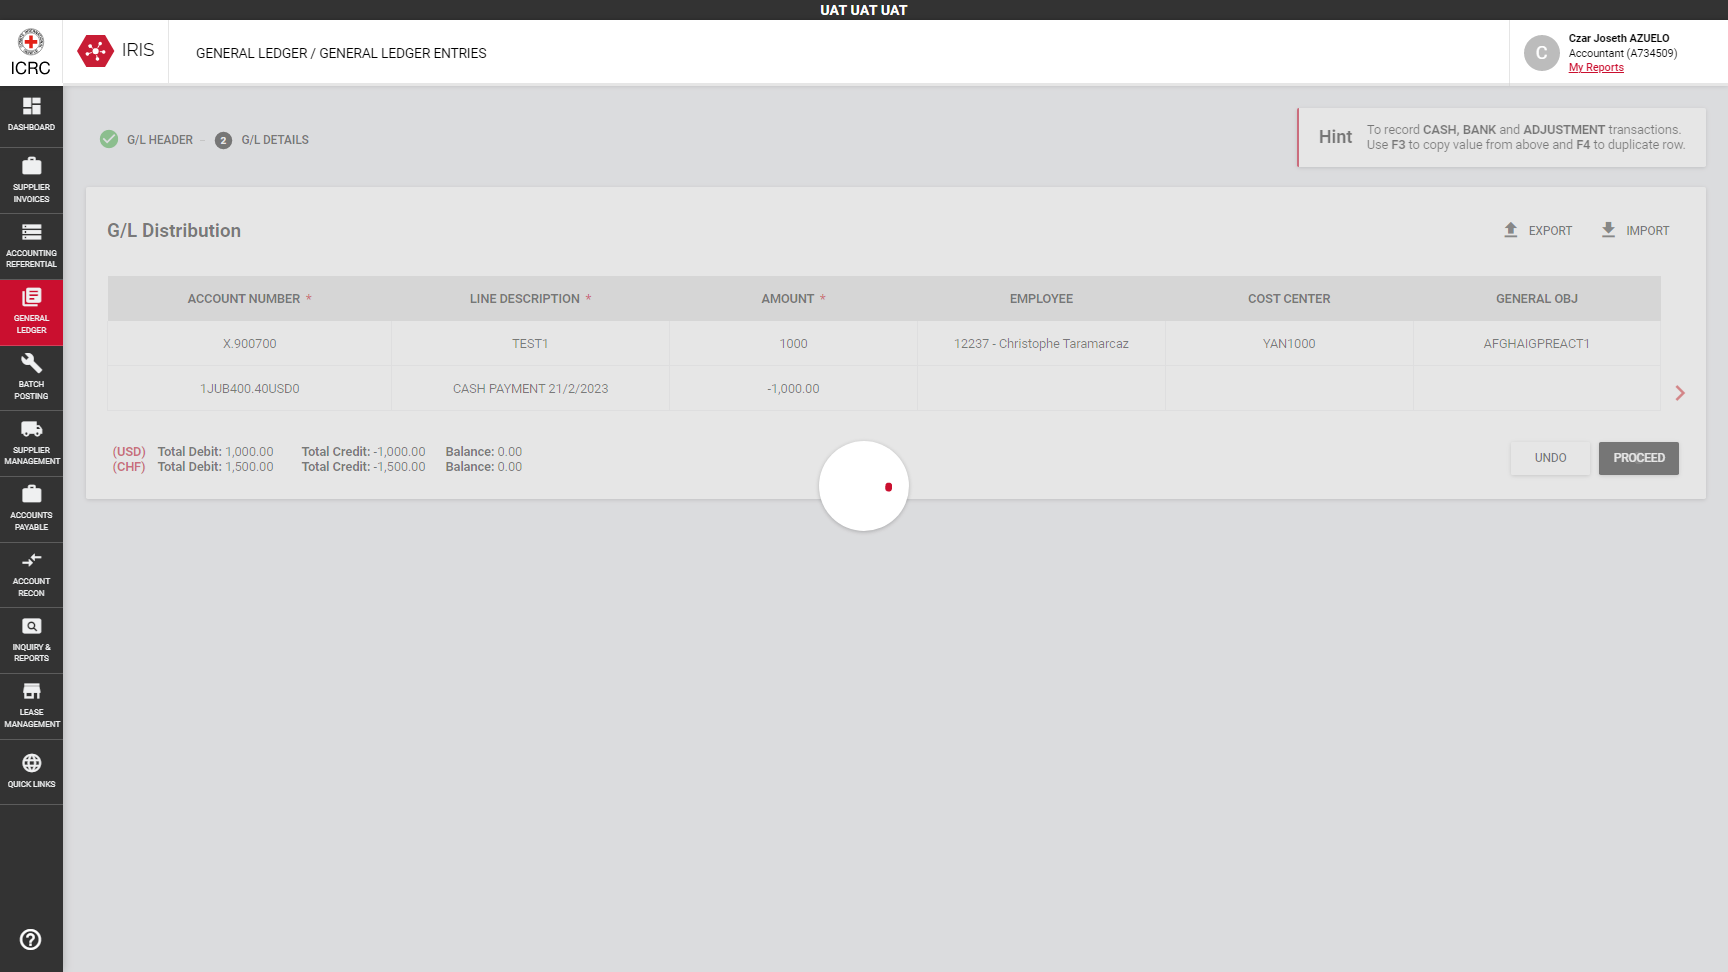 UAT UAT UAT
ICRC
IRIS
GENERAL LEDGER / GENERAL LEDGER ENTRIES
C
Czar Joseth AZUELO
Accountant (A734509)
My Reports
DASHBOARD
SUPPLIER
INVOICES
ACCOUNTING
REFERENTIAL
GENERAL
LEDGER
BATCH
POSTING
SUPPLIER
MANAGEMENT
ACCOUNTS
PAYABLE
ACCOUNT
RECON
INQUIRY &
REPORTS
LEASE
MANAGEMENT
QUICK LINKS
G/L HEADER - 2 G/L DETAILS
Hint
To record CASH, BANK and ADJUSTMENT transactions.
Use F3 to copy value from above and F4 to duplicate row.
G/L Distribution
EXPORT IMPORT
ACCOUNT NUMBER * LINE DESCRIPTION * AMOUNT * EMPLOYEE COST CENTER GENERAL OBJ
X.900700 TEST1 1000 12237 - Christophe Taramarcaz YAN1000 AFGHAIGPREACT1
1JUB400.40USD0 CASH PAYMENT 21/2/2023 -1,000.00
(USD) Total Debit: 1,000.00 Total Credit: -1,000.00 Balance: 0.00
(CHF) Total Debit: 1,500.00 Total Credit: -1,500.00 Balance: 0.00
UNDO PROCEED